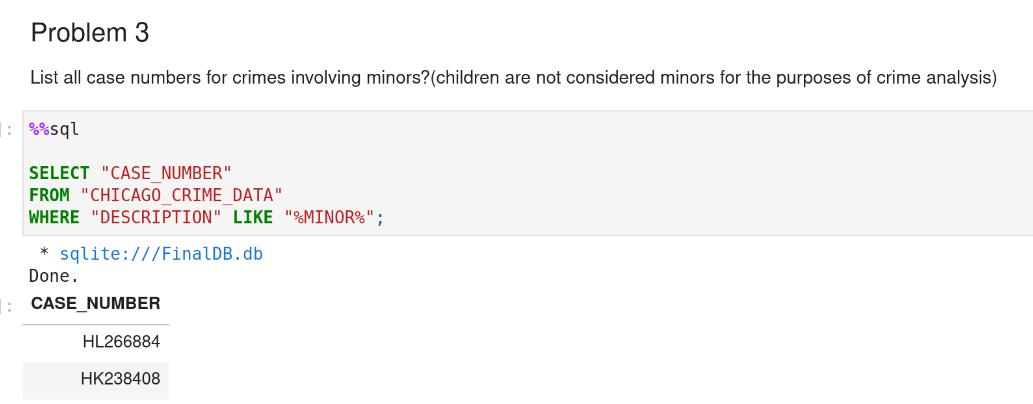 Problem 3
List all case numbers for crimes involving minors?(children are not considered minors for the purposes of crime analysis)
]:
%%sql
SELECT "CASE_NUMBER"
FROM "CHICAGO_CRIME_DATA"
WHERE "DESCRIPTION" LIKE "%MINOR%";
* sqlite:///FinalDB.db
Done.
]:
CASE_NUMBER
HL266884
HK238408